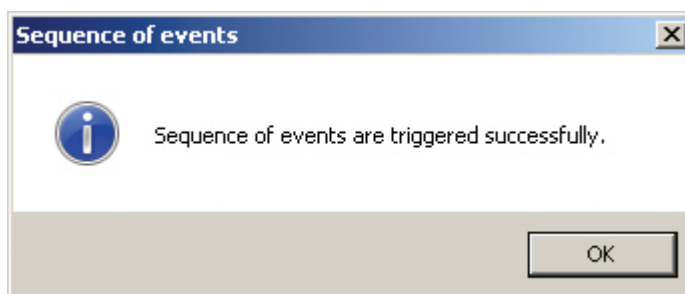 Sequence of events
Sequence of events are triggered successfully.
OK